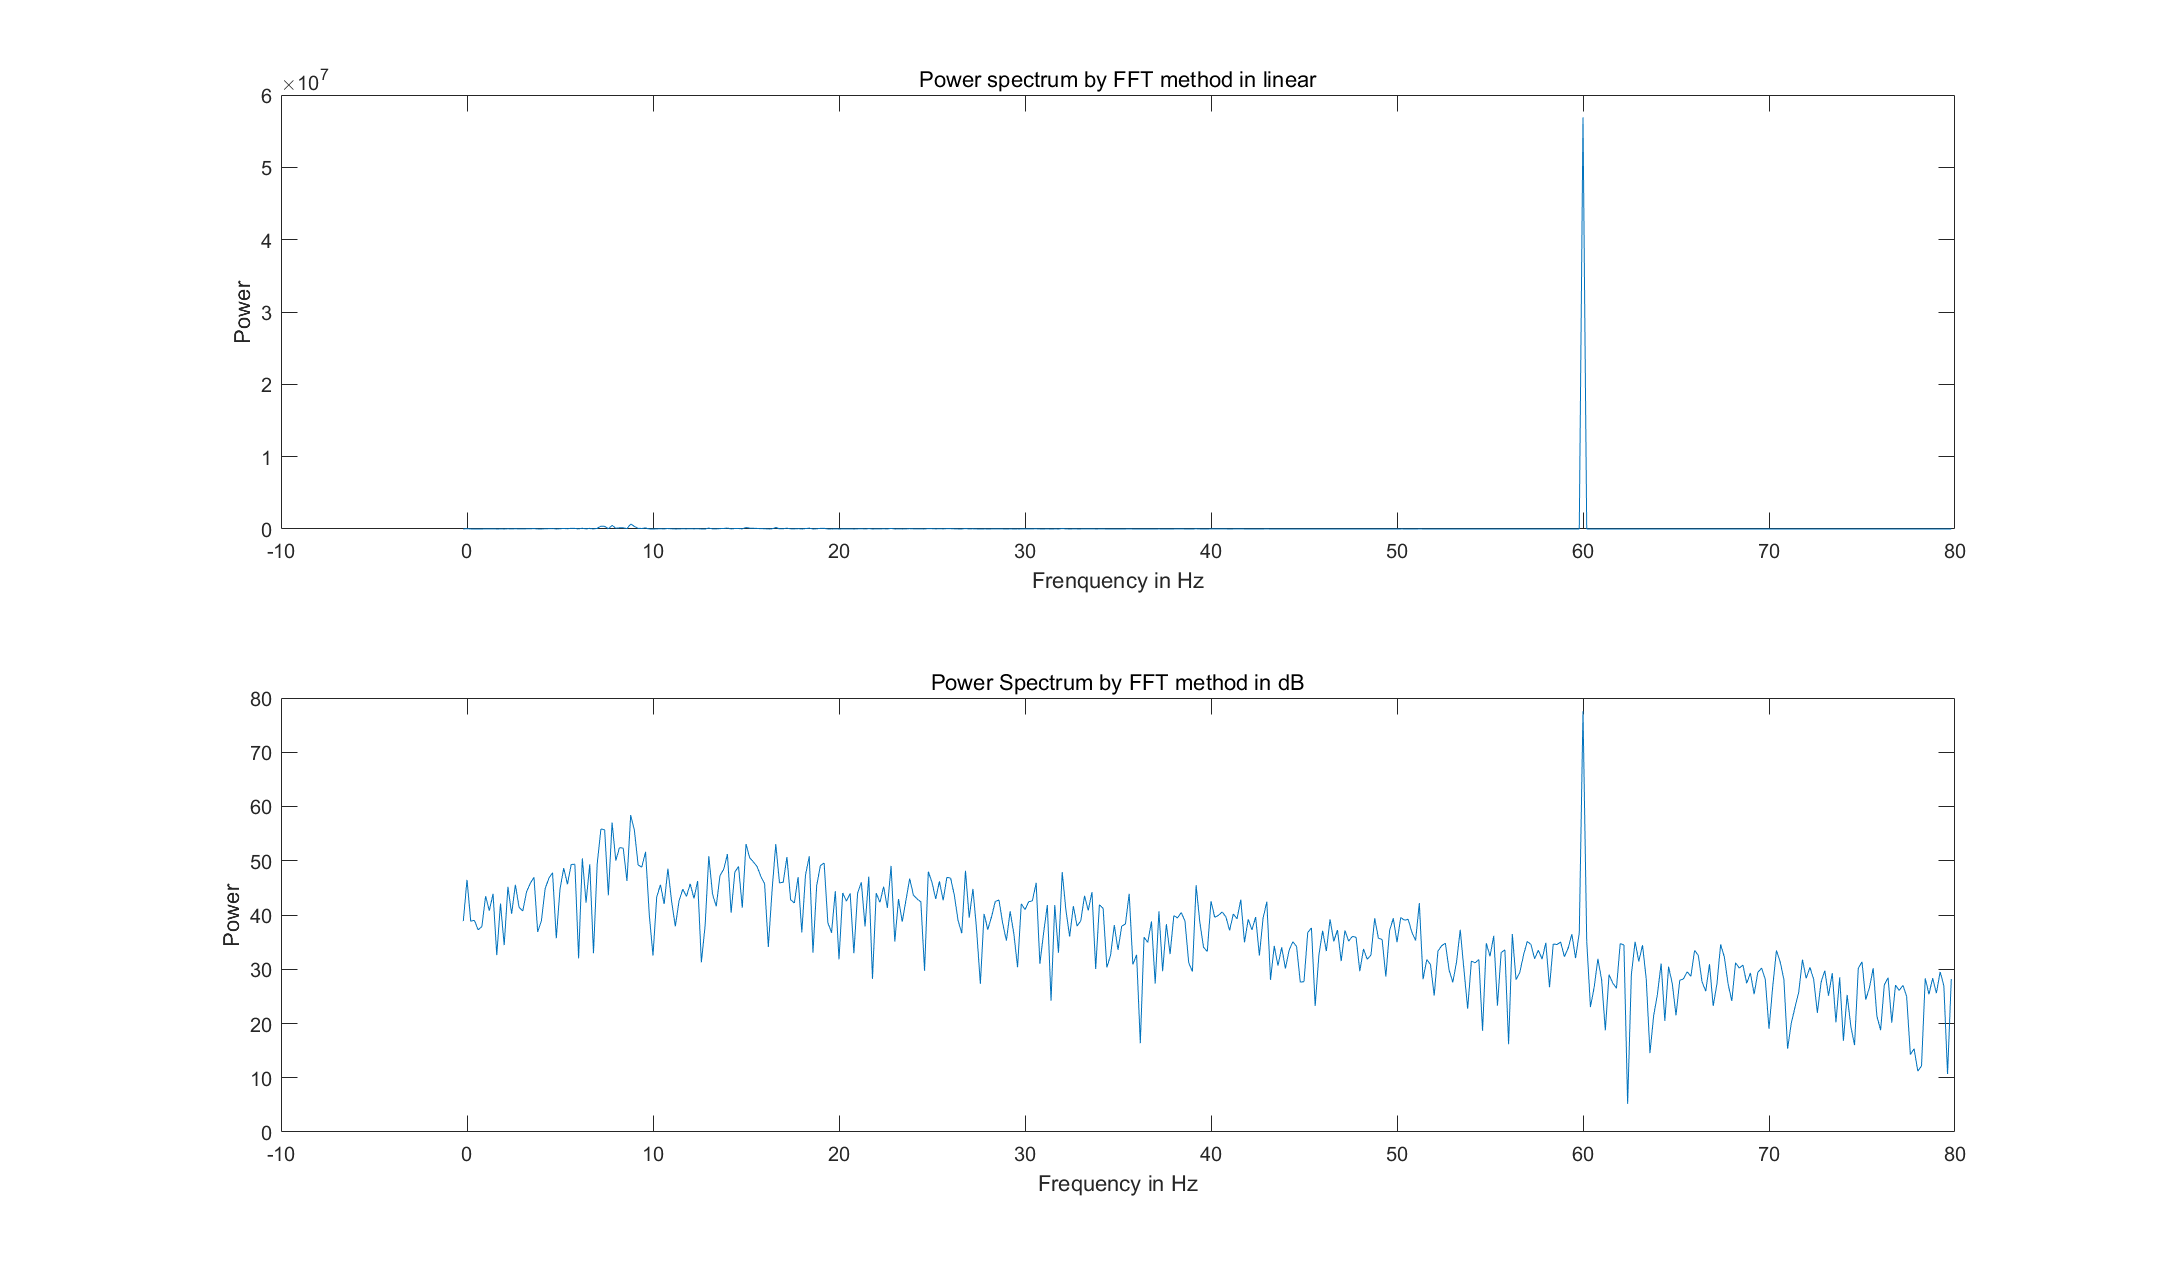 ×10^7
Power spectrum by FFT method in linear
6
5
4
3
2
1
0
Power
-10 0 10 20 30 40 50 60 70 80
Frenquency in Hz
Power Spectrum by FFT method in dB
80
70
60
50
40
30
20
10
0
Power
-10 0 10 20 30 40 50 60 70 80
Frequency in Hz